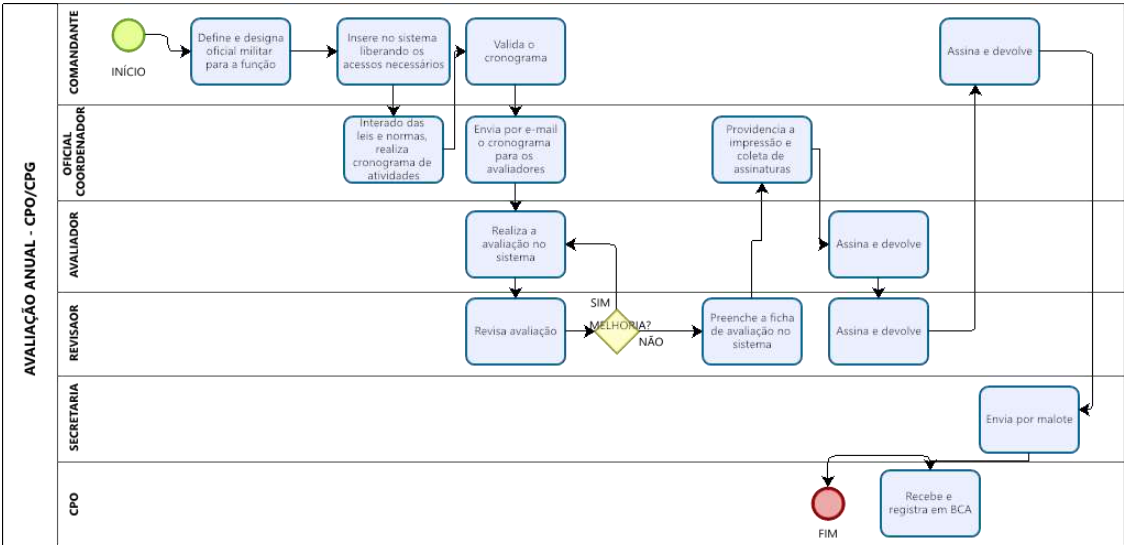 AVALIAÇÃO ANUAL - CPO/CPG
COMANDANTE
INÍCIO
Define e designa
oficial militar
para a função
Insere no sistema
liberando os
acessos necessários
Valida o
cronograma
Assina e devolve
OFICIAL
COORDENADOR
Interado das
leis e normas,
realiza
cronograma de
atividades
Envia por e-mail
o cronograma
para os
avaliadores
Providencia a
impressão e
coleta de
assinaturas
AVALIADOR
Realiza a
avaliação no
sistema
Assina e devolve
REVISAOR
Revisa avaliação
SIM
MELHORIA?
NÃO
Preenche a ficha
de avaliação no
sistema
Assina e devolve
SECRETARIA
Envia por malote
CPO
FIM
Recebe e
registra em BCA